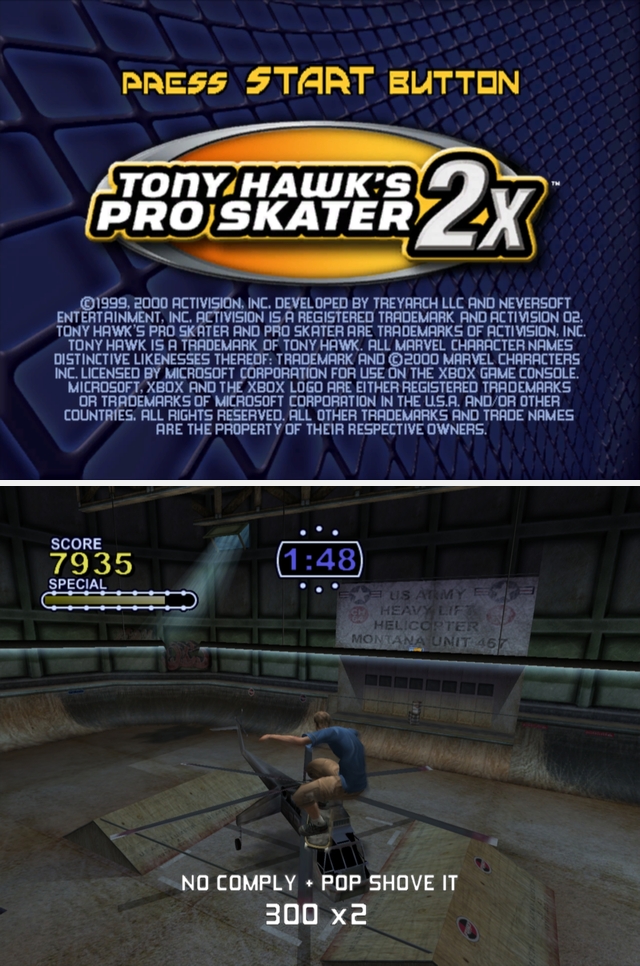 PRESS START BUTTON
TONY HAWK'S
PRO SKATER 2X™
©1999, 2000 ACTIVISION, INC. DEVELOPED BY TREYARCH LLC AND NEVERSOFT
ENTERTAINMENT, INC. ACTIVISION IS A REGISTERED TRADEMARK AND ACTIVISION O2,
TONY HAWK'S PRO SKATER AND PRO SKATER ARE TRADEMARKS OF ACTIVISION, INC.
TONY HAWK IS A TRADEMARK OF TONY HAWK. ALL MARVEL CHARACTER NAMES
DISTINCTIVE LIKENESSES THEREOF: TRADEMARK AND ©2000 MARVEL CHARACTERS
INC. LICENSED BY MICROSOFT CORPORATION FOR USE ON THE XBOX GAME CONSOLE.
MICROSOFT, XBOX AND THE XBOX LOGO ARE EITHER REGISTERED TRADEMARKS
OR TRADEMARKS OF MICROSOFT CORPORATION IN THE U.S.A. AND/OR OTHER
COUNTRIES. ALL RIGHTS RESERVED. ALL OTHER TRADEMARKS AND TRADE NAMES
ARE THE PROPERTY OF THEIR RESPECTIVE OWNERS.
SCORE
7935
SPECIAL
1:48
US ARMY
HEAVY LIFT
HELICOPTER
MONTANA UNIT 467
NO COMPLY + POP SHOVE IT
300 x2